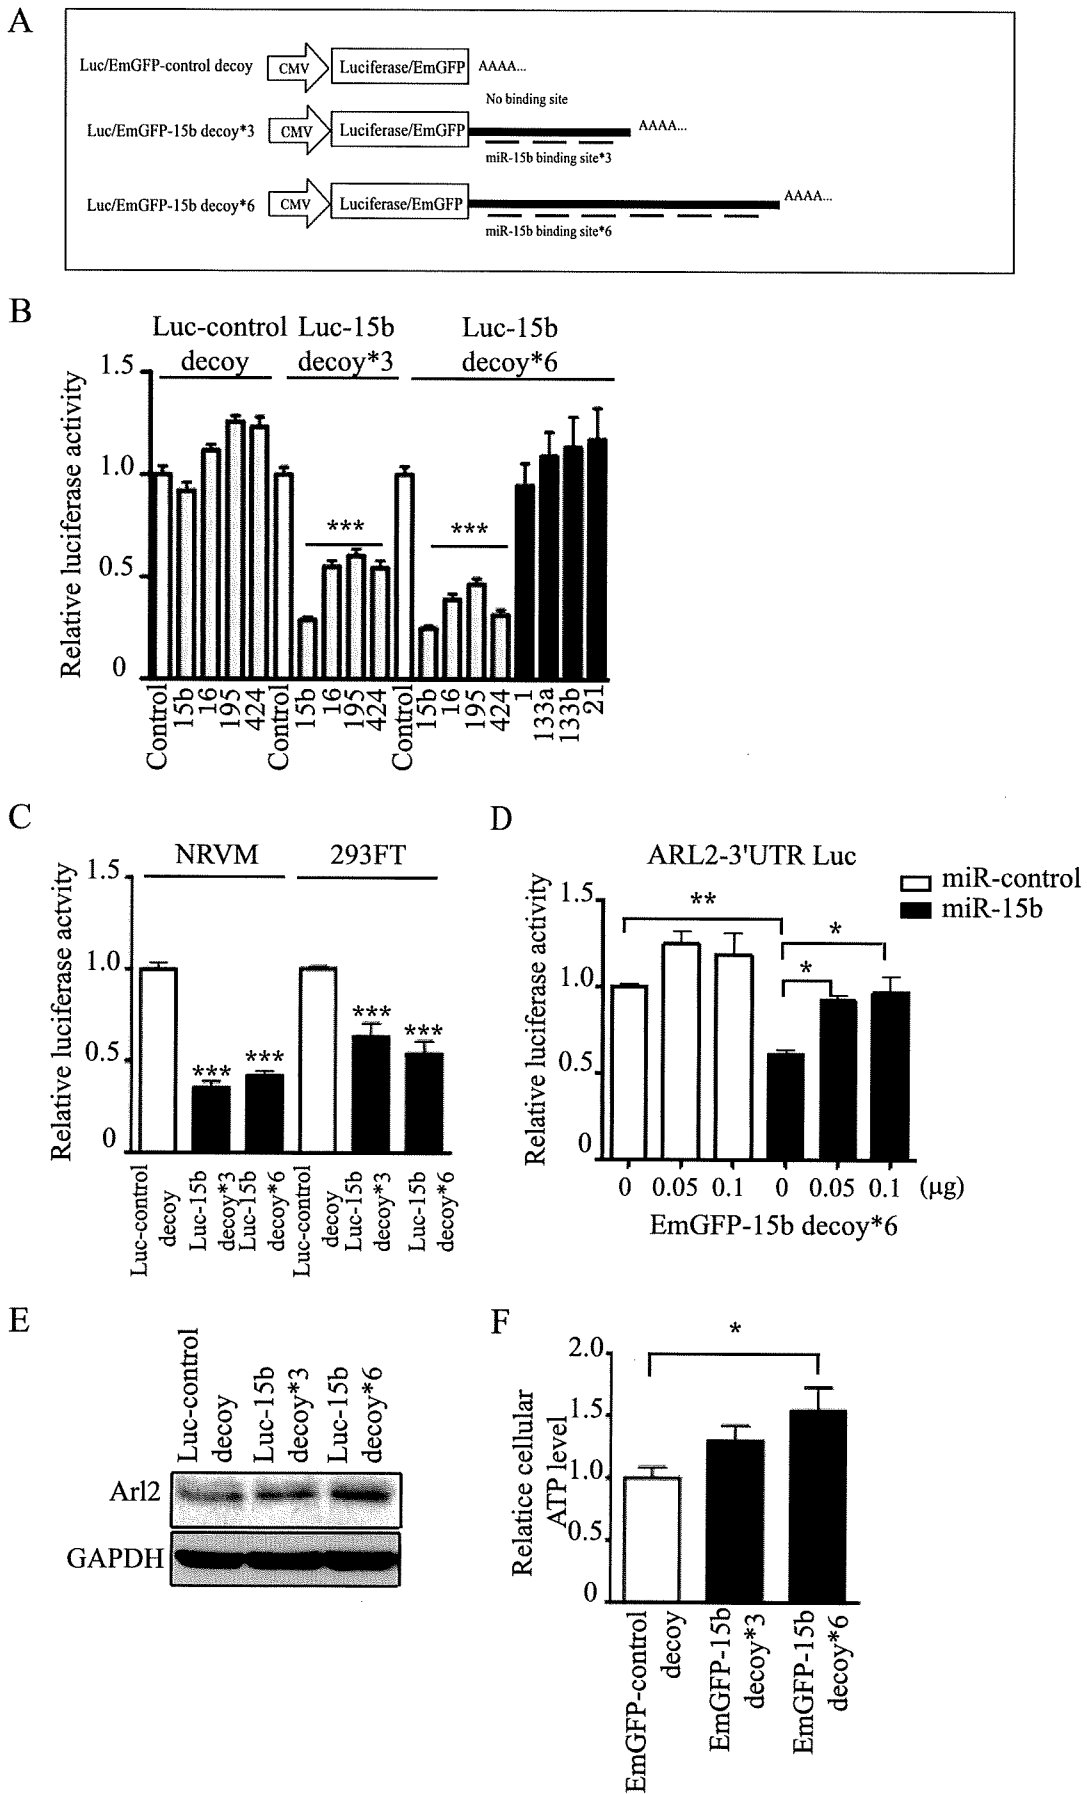 A
Luc/EmGFP-control decoy CMV Luciferase/EmGFP AAAA...
No binding site
Luc/EmGFP-15b decoy*3 CMV Luciferase/EmGFP AAAA...
miR-15b binding site*3
Luc/EmGFP-15b decoy*6 CMV Luciferase/EmGFP AAAA...
miR-15b binding site*6
B
Luc-control decoy
Luc-15b decoy*3
Luc-15b decoy*6
Relative luciferase activity
1.5
1.0
0.5
0
*** ***
Control 15b 16 195 424 Control 15b 16 195 424 Control 15b 16 195 424 1 133a 133b 21
C
NRVM 293FT
Relative luciferase actvity
1.5
1.0
0.5
0
*** *** *** ***
Luc-control decoy
Luc-15b decoy*3
Luc-15b decoy*6
Luc-control decoy
Luc-15b decoy*3
Luc-15b decoy*6
D
ARL2-3'UTR Luc
miR-control
miR-15b
Relative luciferase activity
1.5
1.0
0.5
0
** * *
0 0.05 0.1 0 0.05 0.1 (μg)
EmGFP-15b decoy*6
E
Luc-control decoy
Luc-15b decoy*3
Luc-15b decoy*6
Arl2
GAPDH
F
*
Relatice cellular
ATP level
2.0
1.5
1.0
0.5
0
EmGFP-control decoy
EmGFP-15b decoy*3
EmGFP-15b decoy*6